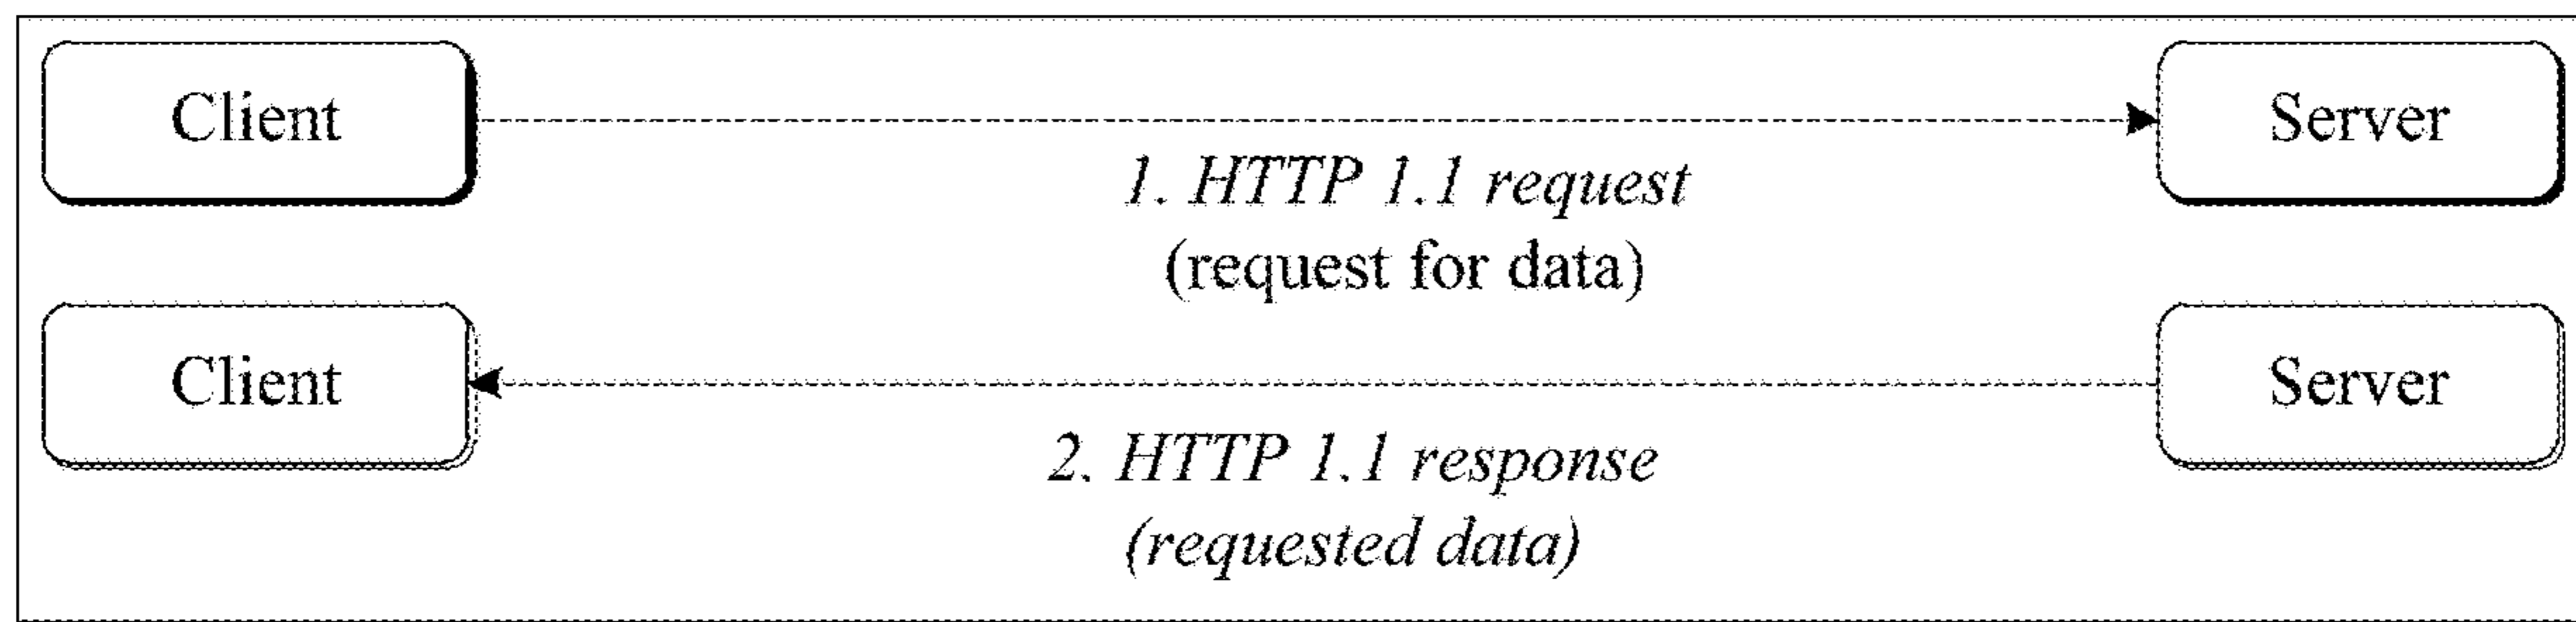 Client
Server
1. HTTP 1.1 request
(request for data)
Client
Server
2. HTTP 1.1 response
(requested data)